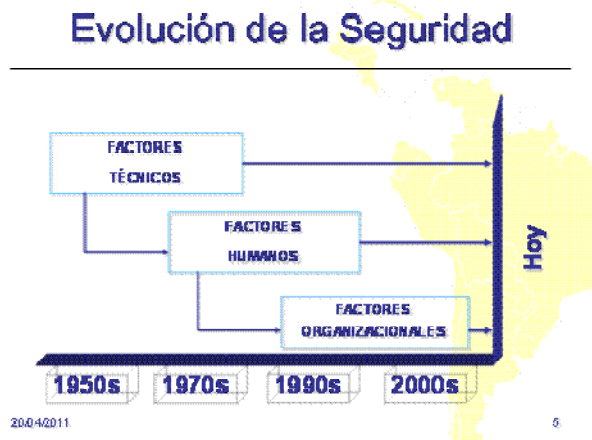 Evolución de la Seguridad
FACTORES
TÉCNICOS
FACTORES
HUMANOS
FACTORES
ORGANIZACIONALES
Hoy
1950s
1970s
1990s
2000s
20/04/2011
5